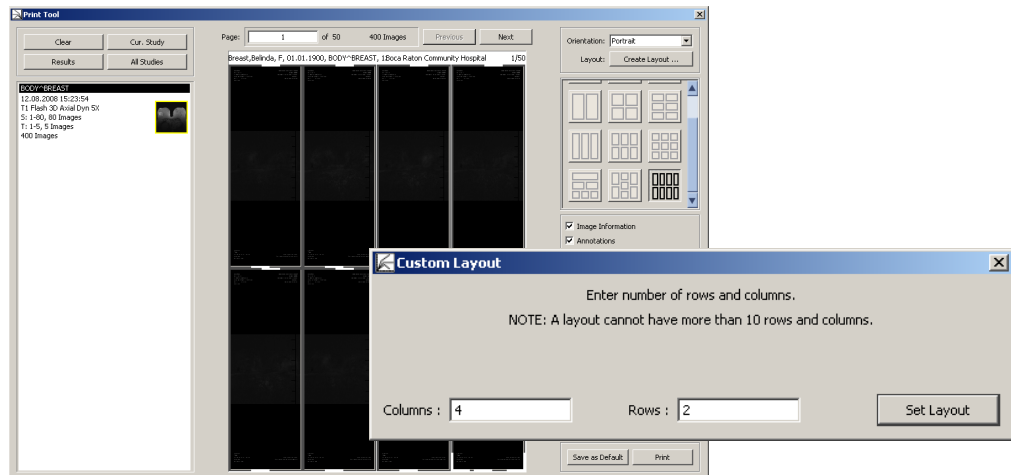 Print Tool
Clear
Cur. Study
Results
All Studies
BODY^BREAST
12.08.2008 15:23:54
T1 Flash 3D Axial Dyn 5X
S: 1-80, 80 Images
T: 1-5, 5 Images
400 Images
Page: 1 of 50 400 Images Previous Next
Breast,Belinda, F, 01.01.1900, BODY^BREAST, 1Boca Raton Community Hospital 1/50
Orientation: Portrait
Layout: Create Layout ...
Image Information
Annotations
Custom Layout
Enter number of rows and columns.
NOTE: A layout cannot have more than 10 rows and columns.
Columns : 4 Rows : 2 Set Layout
Save as Default Print